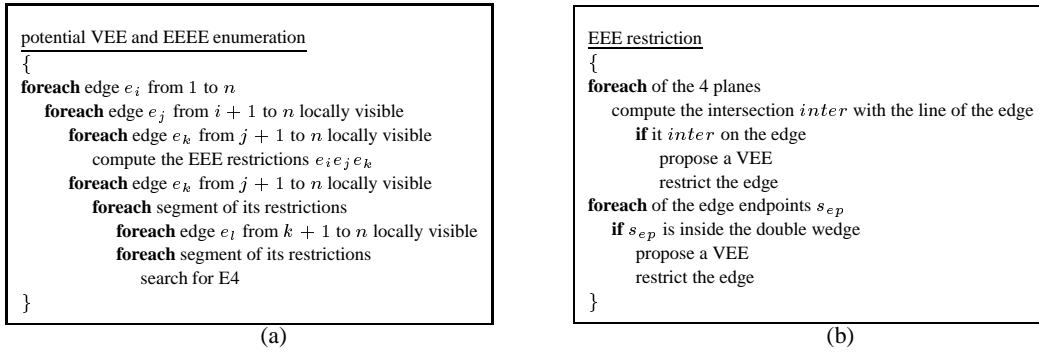 potential VEE and EEEE enumeration
{
foreach edge e_i from 1 to n
foreach edge e_j from i + 1 to n locally visible
foreach edge e_k from j + 1 to n locally visible
compute the EEE restrictions e_i e_j e_k
foreach edge e_k from j + 1 to n locally visible
foreach segment of its restrictions
foreach edge e_l from k + 1 to n locally visible
foreach segment of its restrictions
search for E4
}
(a)
EEE restriction
{
foreach of the 4 planes
compute the intersection inter with the line of the edge
if it inter on the edge
propose a VEE
restrict the edge
foreach of the edge endpoints s_ep
if s_ep is inside the double wedge
propose a VEE
restrict the edge
}
(b)